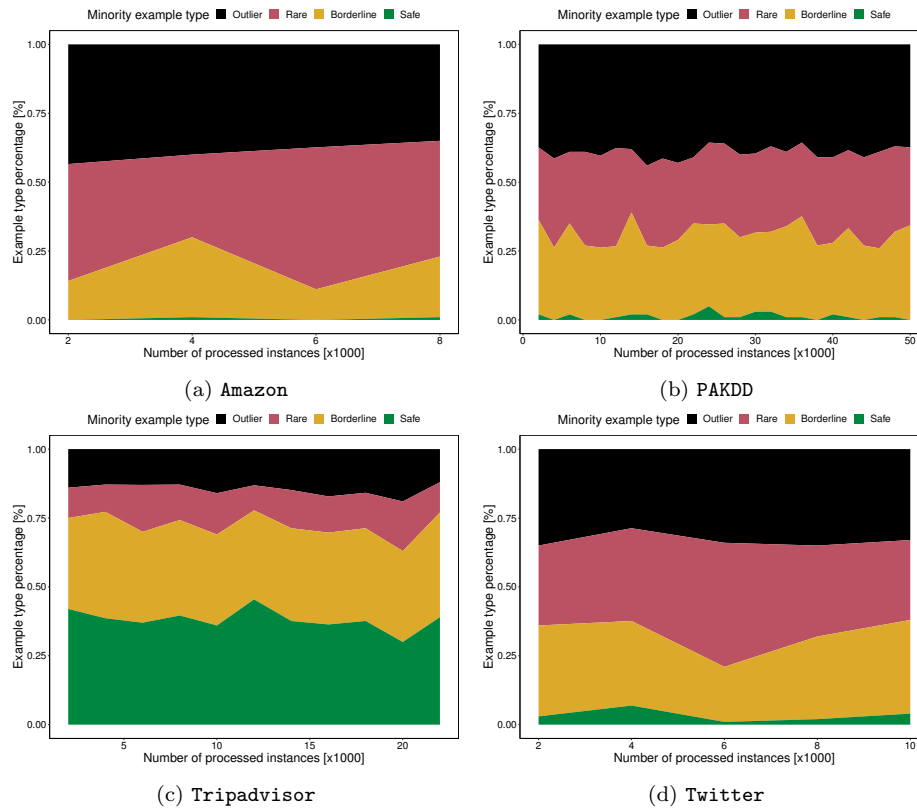 Minority example type Outlier Rare Borderline Safe
Example type percentage [%]
1.00
0.75
0.50
0.25
0.00
2 4 6 8
Number of processed instances [x1000]
(a) Amazon
Minority example type Outlier Rare Borderline Safe
Example type percentage [%]
1.00
0.75
0.50
0.25
0.00
0 10 20 30 40 50
Number of processed instances [x1000]
(b) PAKDD
Minority example type Outlier Rare Borderline Safe
Example type percentage [%]
1.00
0.75
0.50
0.25
0.00
5 10 15 20
Number of processed instances [x1000]
(c) Tripadvisor
Minority example type Outlier Rare Borderline Safe
Example type percentage [%]
1.00
0.75
0.50
0.25
0.00
2 4 6 8 10
Number of processed instances [x1000]
(d) Twitter